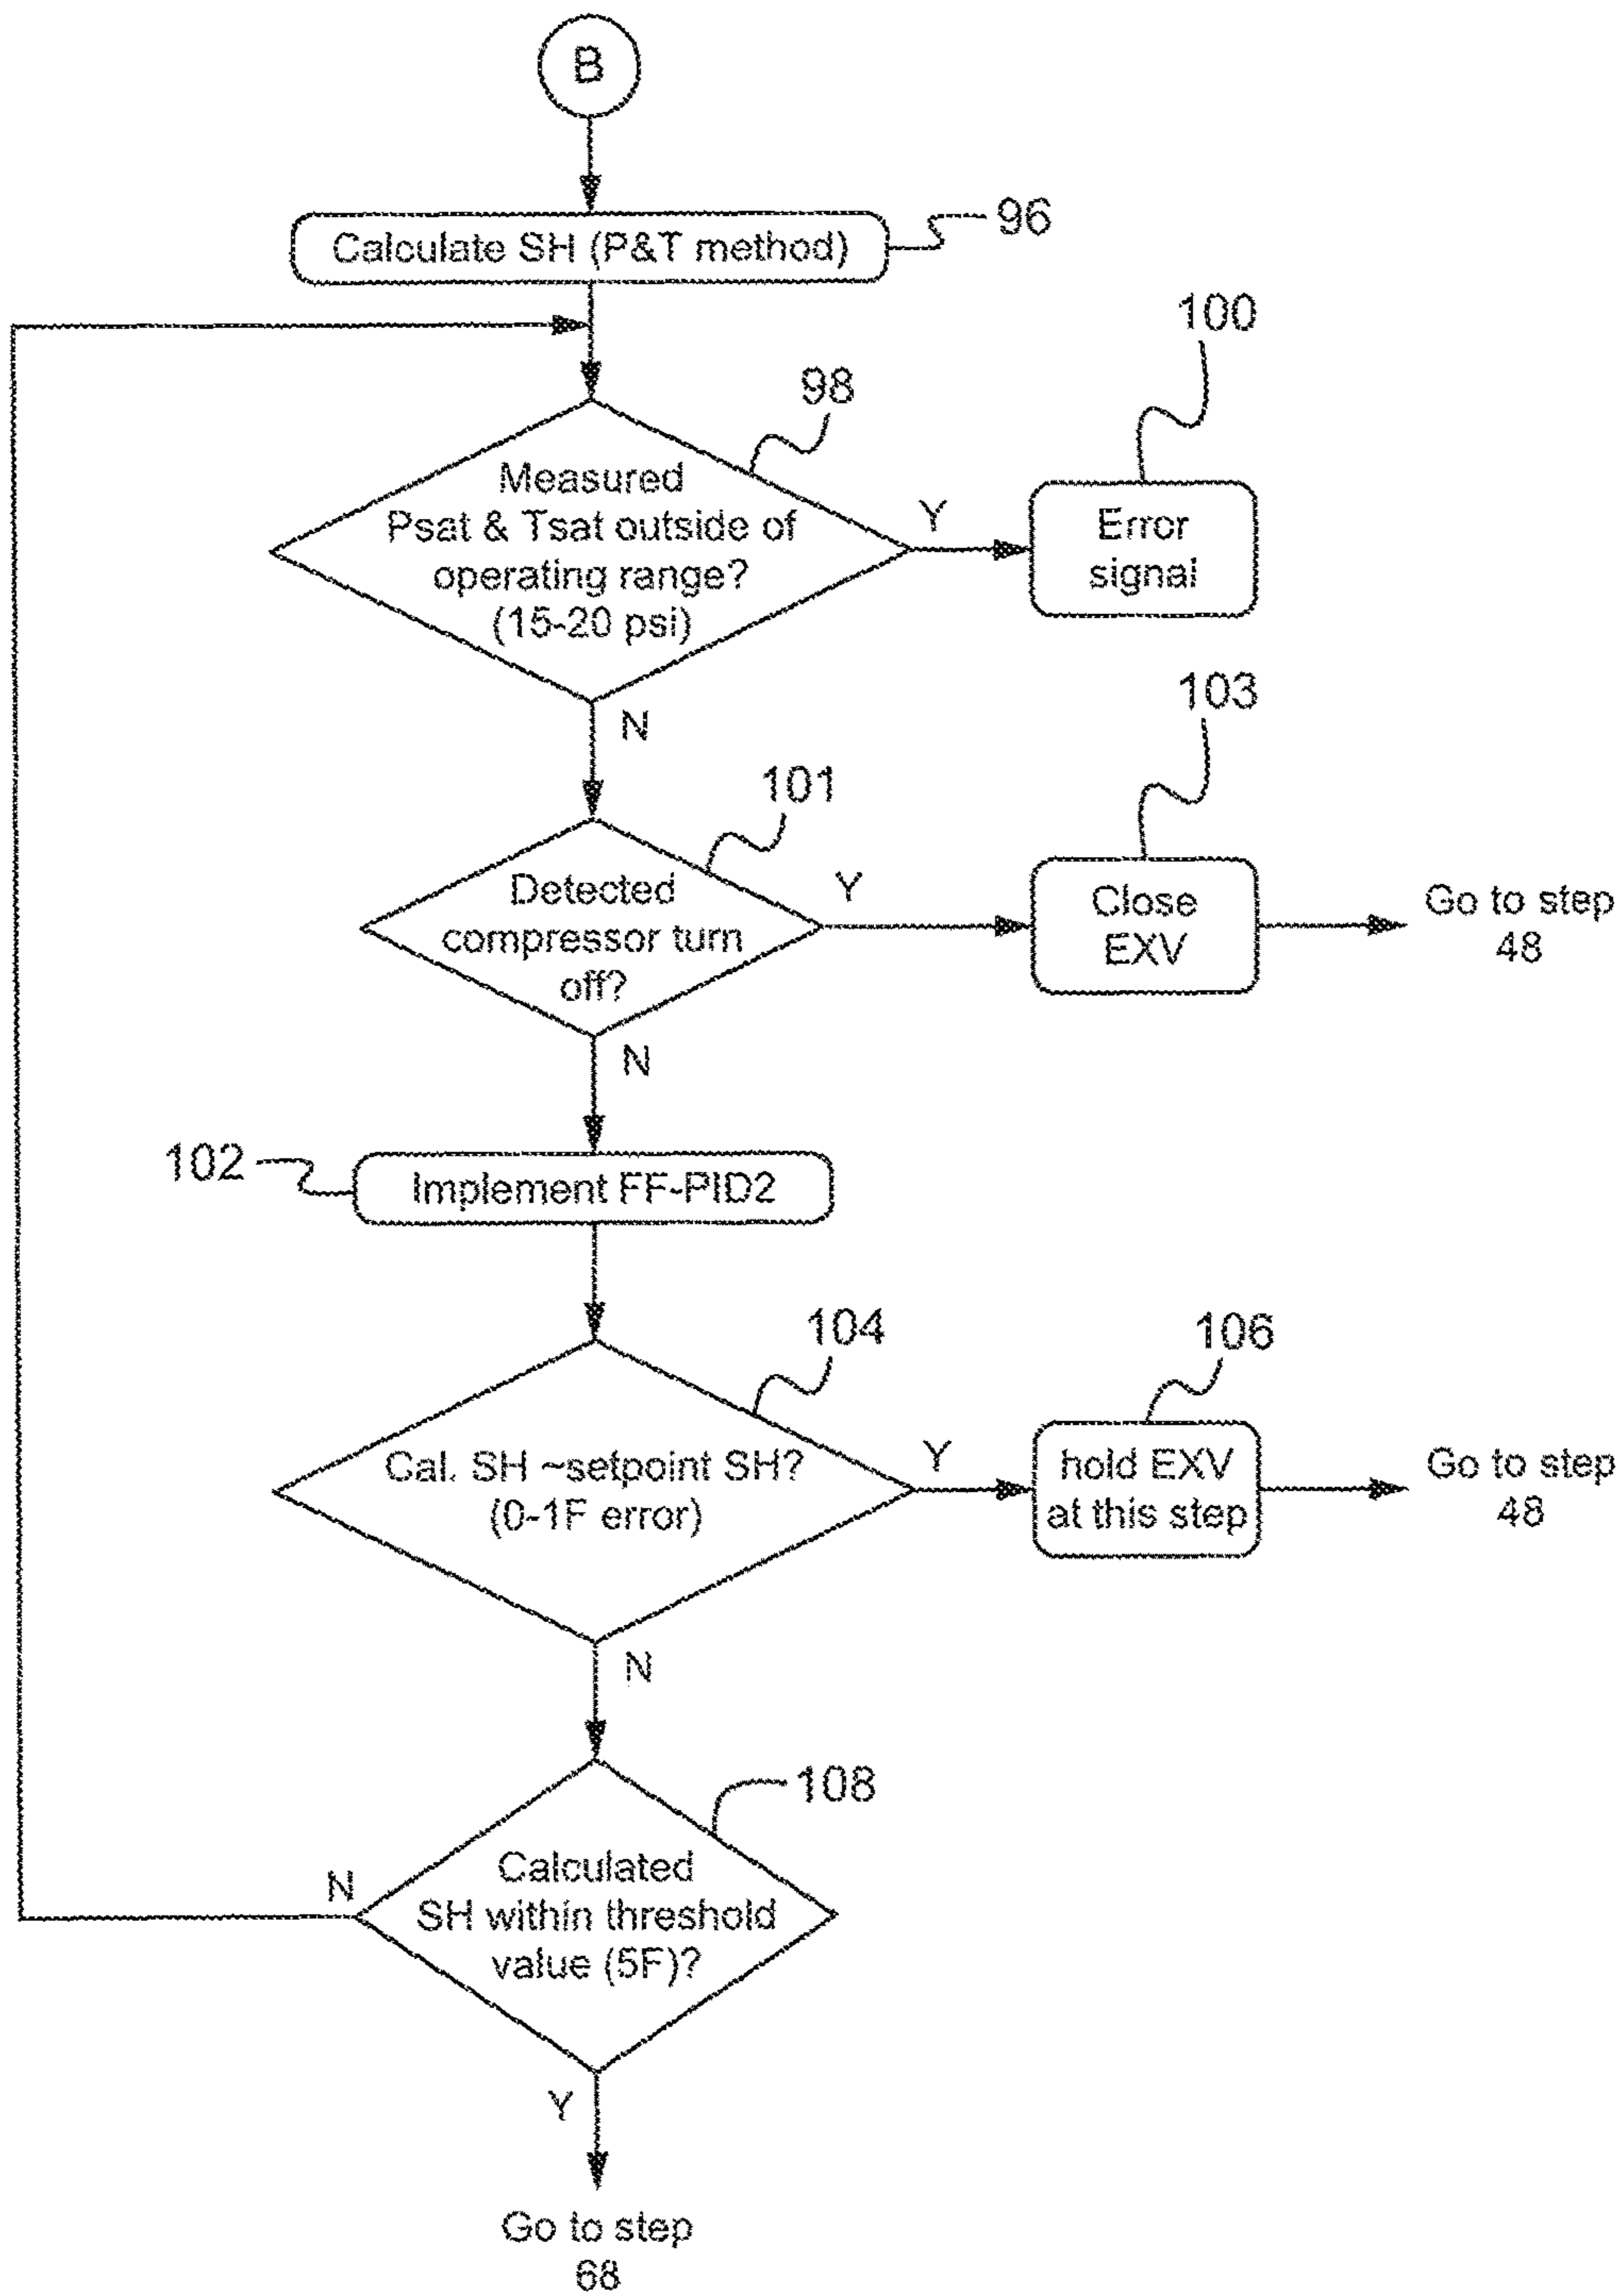 B
Calculate SH (P&T method)
96
98
100
Measured
Psat & Tsat outside of
operating range?
(15-20 psi)
Y
Error
signal
N
101
103
Detected
compressor turn
off?
Y
Close
EXV
Go to step
48
N
102
Implement FF-PID2
104
106
Cal. SH ~setpoint SH?
(0-1F error)
Y
hold EXV
at this step
Go to step
48
N
108
Calculated
SH within threshold
value (5F)?
N
Y
Go to step
68